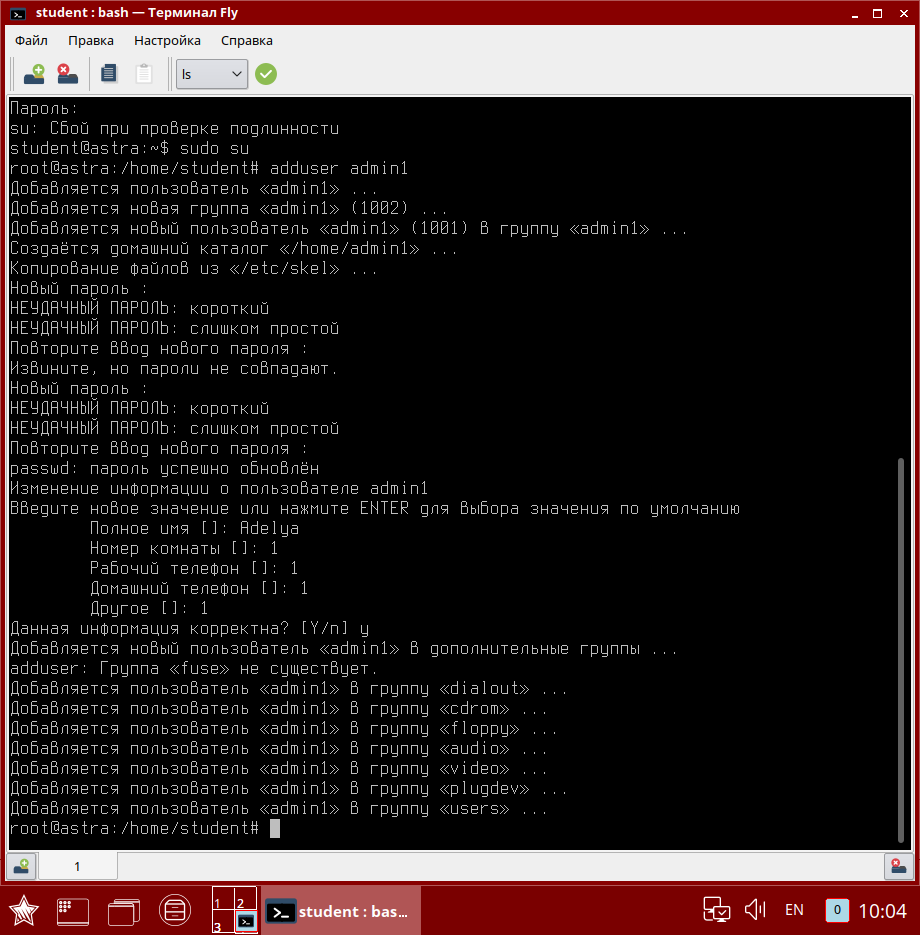 student : bash — Терминал Fly
Файл Правка Настройка Справка
ls
Пароль:
su: Сбой при проверке подлинности
student@astra:~$ sudo su
root@astra:/home/student# adduser admin1
Добавляется пользователь «admin1» ...
Добавляется новая группа «admin1» (1002) ...
Добавляется новый пользователь «admin1» (1001) в группу «admin1» ...
Создаётся домашний каталог «/home/admin1» ...
Копирование файлов из «/etc/skel» ...
Новый пароль :
НЕУДАЧНЫЙ ПАРОЛЬ: короткий
НЕУДАЧНЫЙ ПАРОЛЬ: слишком простой
Повторите ввод нового пароля :
Извините, но пароли не совпадают.
Новый пароль :
НЕУДАЧНЫЙ ПАРОЛЬ: короткий
НЕУДАЧНЫЙ ПАРОЛЬ: слишком простой
Повторите ввод нового пароля :
passwd: пароль успешно обновлён
Изменение информации о пользователе admin1
Введите новое значение или нажмите ENTER для выбора значения по умолчанию
Полное имя []: Adelya
Номер комнаты []: 1
Рабочий телефон []: 1
Домашний телефон []: 1
Другое []: 1
Данная информация корректна? [Y/n] y
Добавляется новый пользователь «admin1» в дополнительные группы ...
adduser: Группа «fuse» не существует.
Добавляется пользователь «admin1» в группу «dialout» ...
Добавляется пользователь «admin1» в группу «cdrom» ...
Добавляется пользователь «admin1» в группу «floppy» ...
Добавляется пользователь «admin1» в группу «audio» ...
Добавляется пользователь «admin1» в группу «video» ...
Добавляется пользователь «admin1» в группу «plugdev» ...
Добавляется пользователь «admin1» в группу «users» ...
root@astra:/home/student#
1
1 2
3
student : bas...
EN
0
10:04